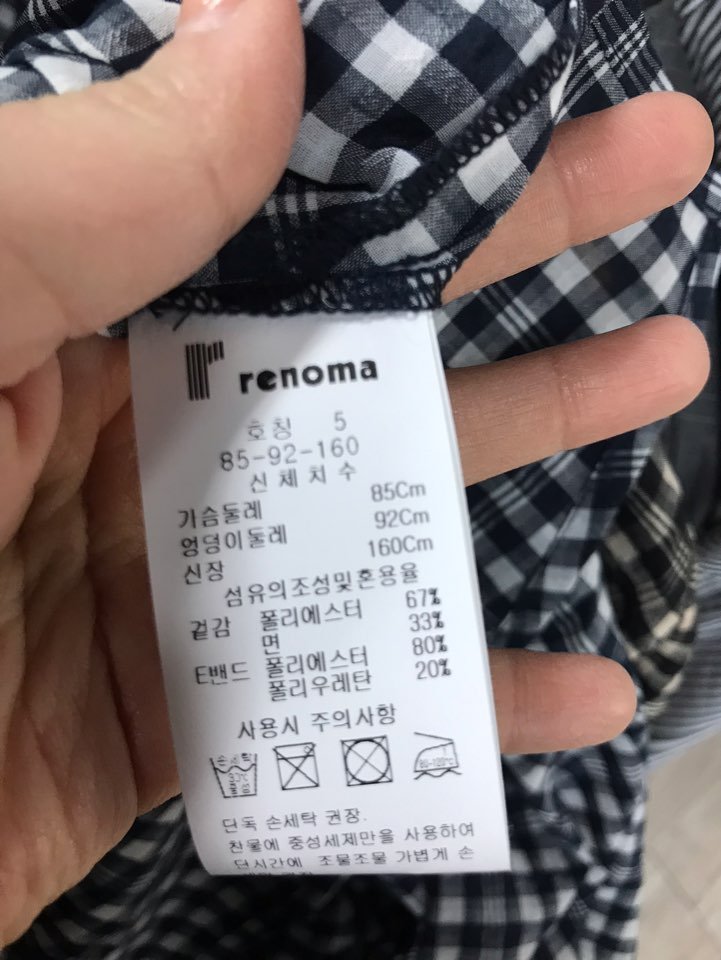 renoma
호칭 5
85-92-160
신체치수
가슴둘레 85Cm
엉덩이둘레 92Cm
신장 160Cm
섬유의조성및혼용율
겉감 폴리에스터 67%
면 33%
E밴드 폴리에스터 80%
폴리우레탄 20%
사용시 주의사항
80-120℃
단독 손세탁 권장.
찬물에 중성세제만을 사용하여
단시간에 조물조물 가볍게 손